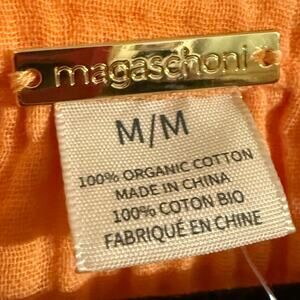 magaschoni
M/M
100% ORGANIC COTTON
MADE IN CHINA
100% COTON BIO
FABRIQUÉ EN CHINE